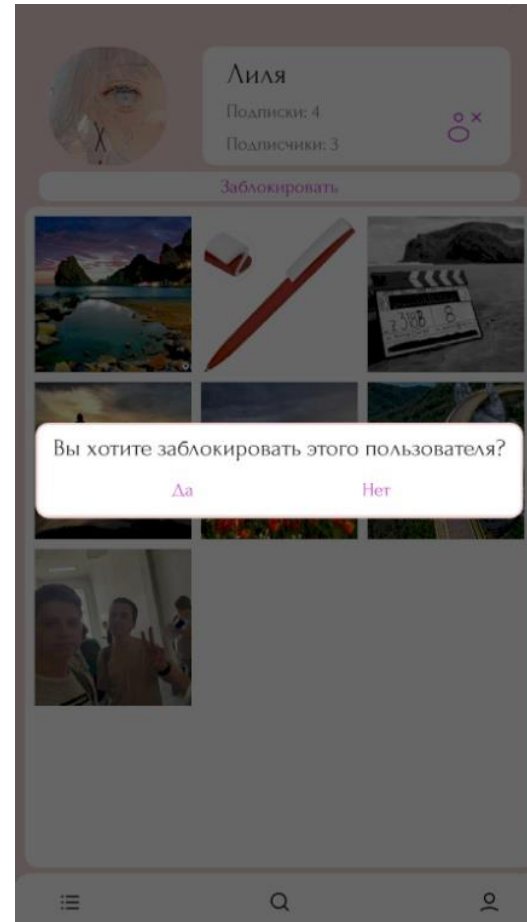 Лиля
Подписки: 4
Подписчики: 3
Заблокировать
Вы хотите заблокировать этого пользователя?
Да
Нет